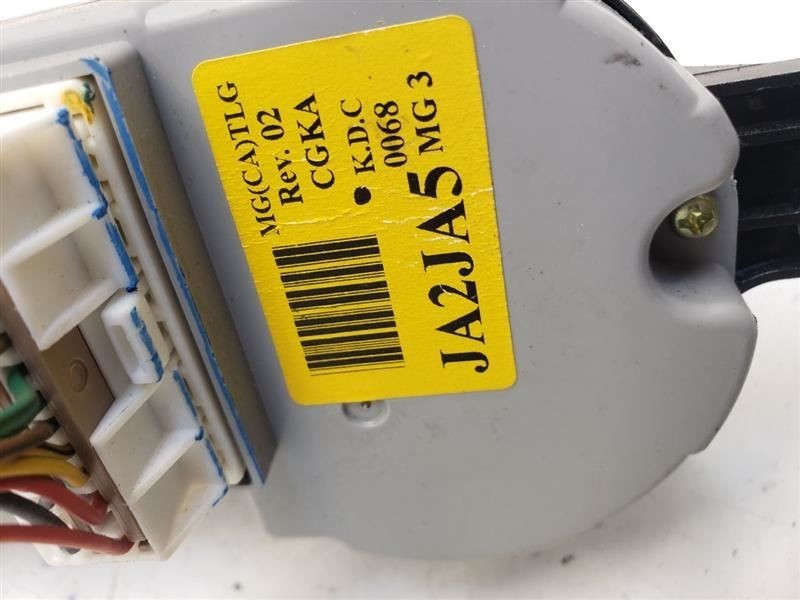 MG(CA)TLG
Rev. 02
CGKA
● K.D.C
0068
JA2JA5 MG 3